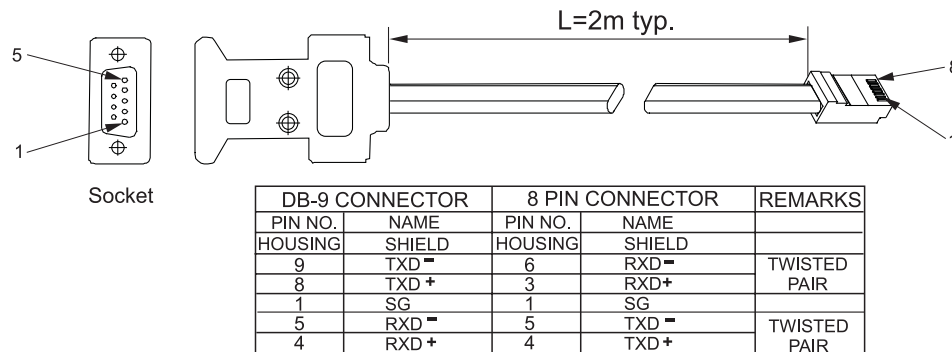 L=2m typ.
5
1
8
Socket
DB-9 CONNECTOR 8 PIN CONNECTOR REMARKS
PIN NO. NAME PIN NO. NAME
HOUSING SHIELD HOUSING SHIELD
9 TXD- 6 RXD- TWISTED
8 TXD+ 3 RXD+ PAIR
1 SG 1 SG
5 RXD- 5 TXD- TWISTED
4 RXD+ 4 TXD+ PAIR